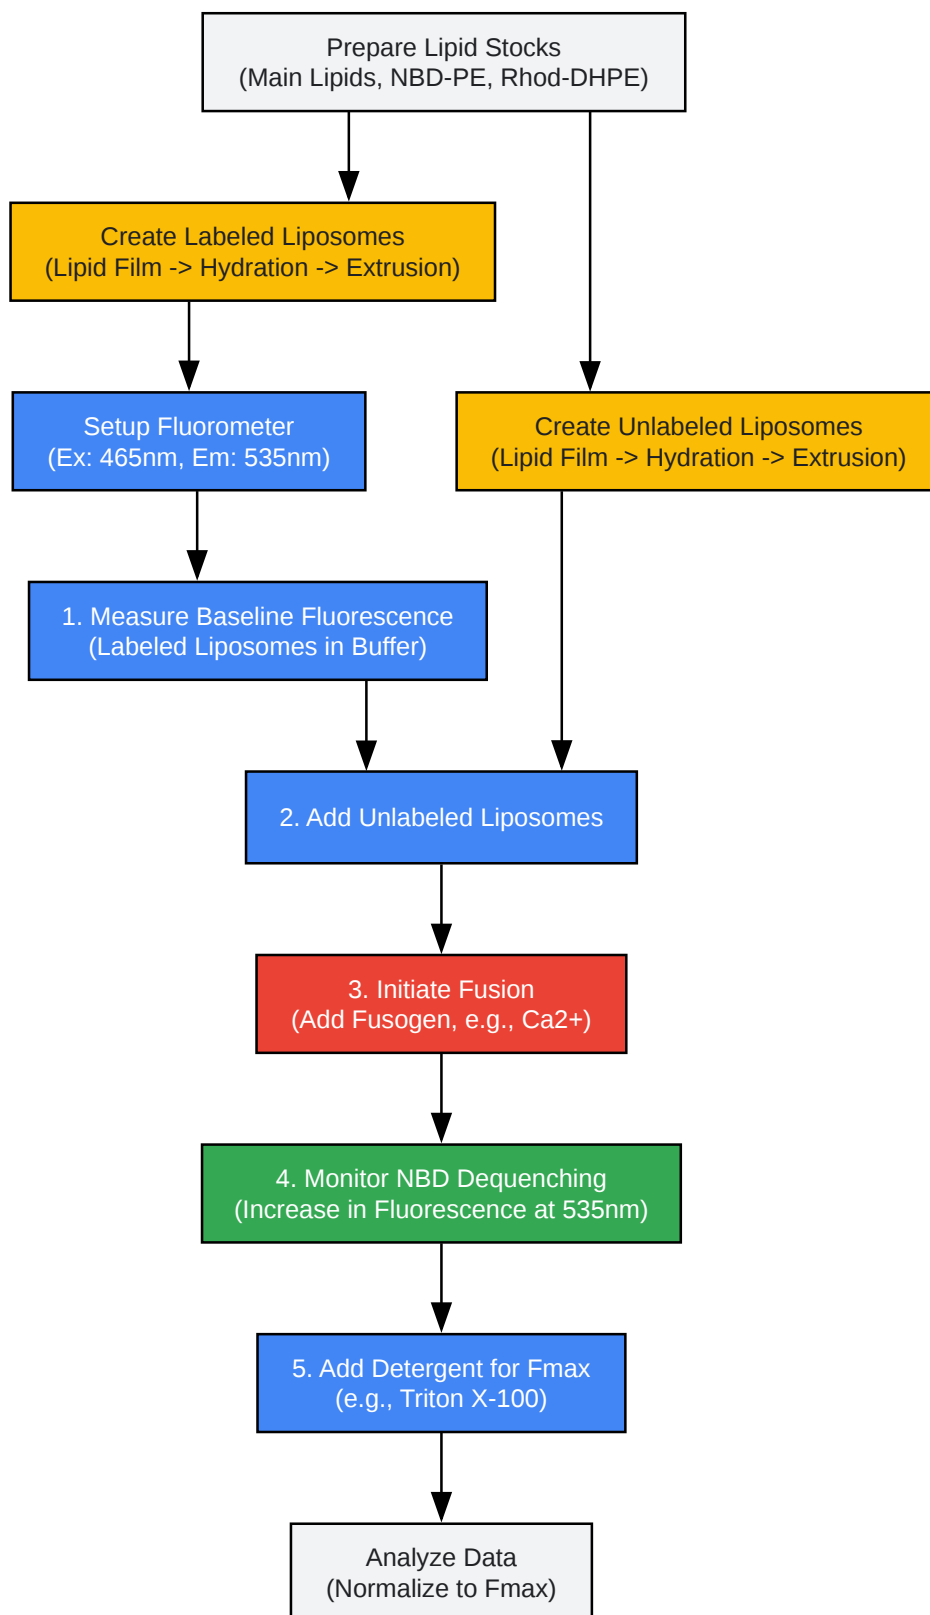 Prepare Lipid Stocks
(Main Lipids, NBD-PE, Rhod-DHPE)
Create Labeled Liposomes
(Lipid Film -> Hydration -> Extrusion)
Setup Fluorometer
(Ex: 465nm, Em: 535nm)
Create Unlabeled Liposomes
(Lipid Film -> Hydration -> Extrusion)
1. Measure Baseline Fluorescence
(Labeled Liposomes in Buffer)
2. Add Unlabeled Liposomes
3. Initiate Fusion
(Add Fusogen, e.g., Ca2+)
4. Monitor NBD Dequenching
(Increase in Fluorescence at 535nm)
5. Add Detergent for Fmax
(e.g., Triton X-100)
Analyze Data
(Normalize to Fmax)